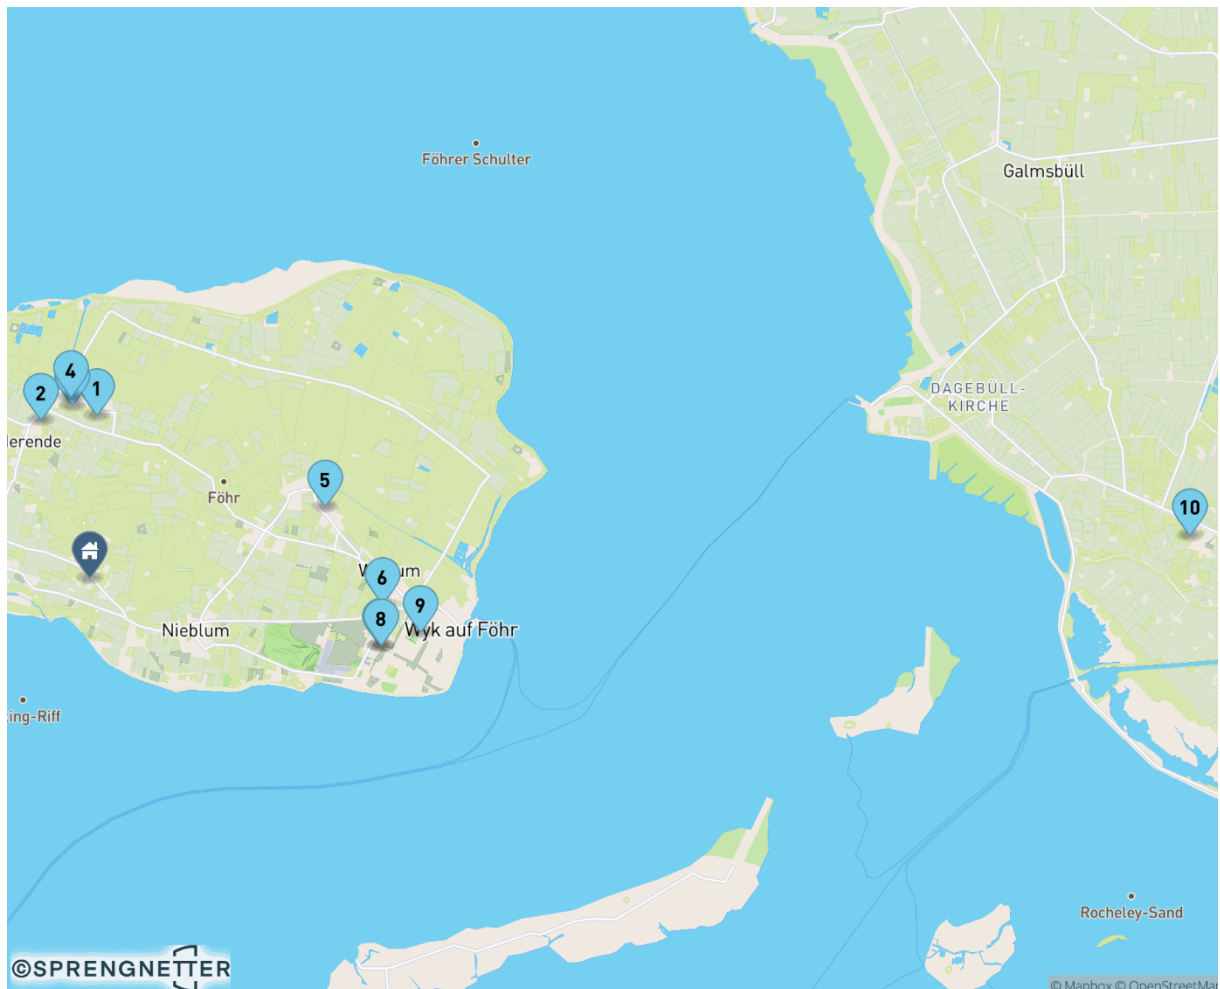 Föhrer Schulter
Galmsbüll
4
2
1
DAGEBÜLL-
KIRCHE
lerende
5
Föhr
10
6
9
8
Nieblum
Wyk auf Föhr
ing-Riff
Rocheley-Sand
©SPRENGNETTER
© Mapbox © OpenStreetMap